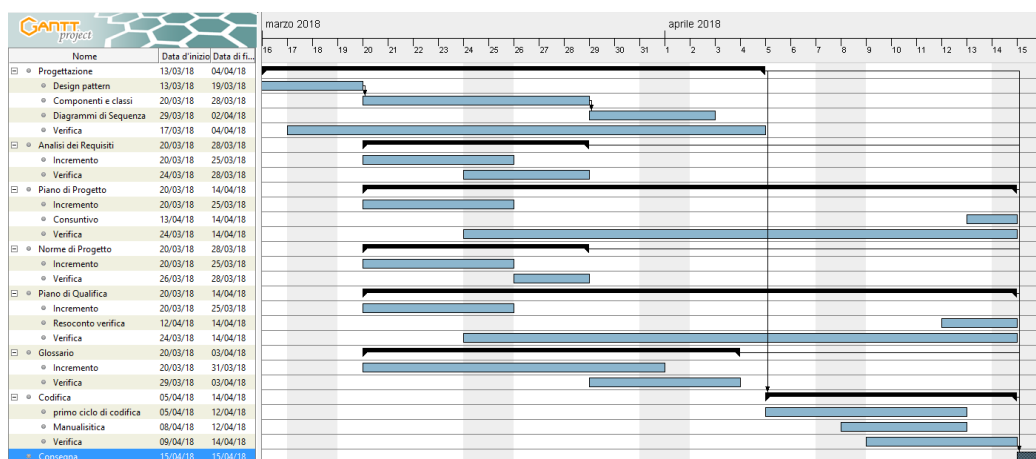 GANTT project
marzo 2018 aprile 2018
16 17 18 19 20 21 22 23 24 25 26 27 28 29 30 31 1 2 3 4 5 6 7 8 9 10 11 12 13 14 15
Nome Data d'inizio Data di fi...
Progettazione 13/03/18 04/04/18
Design pattern 13/03/18 19/03/18
Componenti e classi 20/03/18 28/03/18
Diagrammi di Sequenza 29/03/18 02/04/18
Verifica 17/03/18 04/04/18
Analisi dei Requisiti 20/03/18 28/03/18
Incremento 20/03/18 25/03/18
Verifica 24/03/18 28/03/18
Piano di Progetto 20/03/18 14/04/18
Incremento 20/03/18 25/03/18
Consuntivo 13/04/18 14/04/18
Verifica 24/03/18 14/04/18
Norme di Progetto 20/03/18 28/03/18
Incremento 20/03/18 25/03/18
Verifica 26/03/18 28/03/18
Piano di Qualifica 20/03/18 14/04/18
Incremento 20/03/18 25/03/18
Resoconto verifica 12/04/18 14/04/18
Verifica 24/03/18 14/04/18
Glossario 20/03/18 03/04/18
Incremento 20/03/18 31/03/18
Verifica 29/03/18 03/04/18
Codifica 05/04/18 14/04/18
primo ciclo di codifica 05/04/18 12/04/18
Manualisitica 08/04/18 12/04/18
Verifica 09/04/18 14/04/18
Consegna 15/04/18 15/04/18